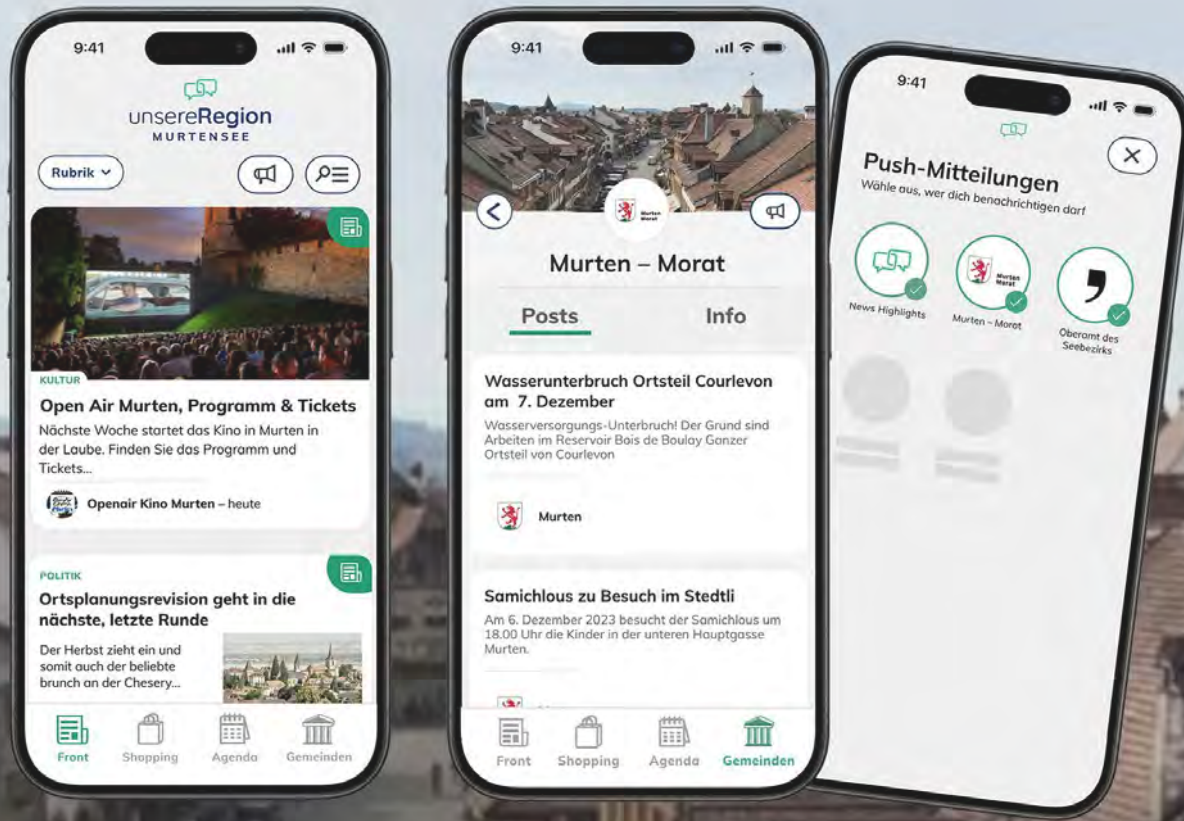 9:41
unsereRegion
MURTENSEE
Rubrik
KULTUR
Open Air Murten, Programm & Tickets
Nächste Woche startet das Kino in Murten in
der Laube. Finden Sie das Programm und
Tickets...
Openair Kino Murten – heute
POLITIK
Ortsplanungsrevision geht in die
nächste, letzte Runde
Der Herbst zieht ein und
somit auch der beliebte
brunch an der Chesery...
Front
Shopping
Agenda
Gemeinden
9:41
Murten
Morat
Murten – Morat
Posts
Info
Wasserunterbruch Ortsteil Courlevon
am 7. Dezember
Wasserversorgungs-Unterbruch! Der Grund sind
Arbeiten im Reservoir Bois de Boulay Ganzer
Ortsteil von Courlevon
Murten
Samichlous zu Besuch im Stedtli
Am 6. Dezember 2023 besucht der Samichlous um
18.00 Uhr die Kinder in der unteren Hauptgasse
Murten.
Front
Shopping
Agenda
Gemeinden
9:41
Push-Mitteilungen
Wähle aus, wer dich benachrichtigen darf
Murten
Morat
News Highlights
Murten – Morat
Oberamt des
Seebezirks